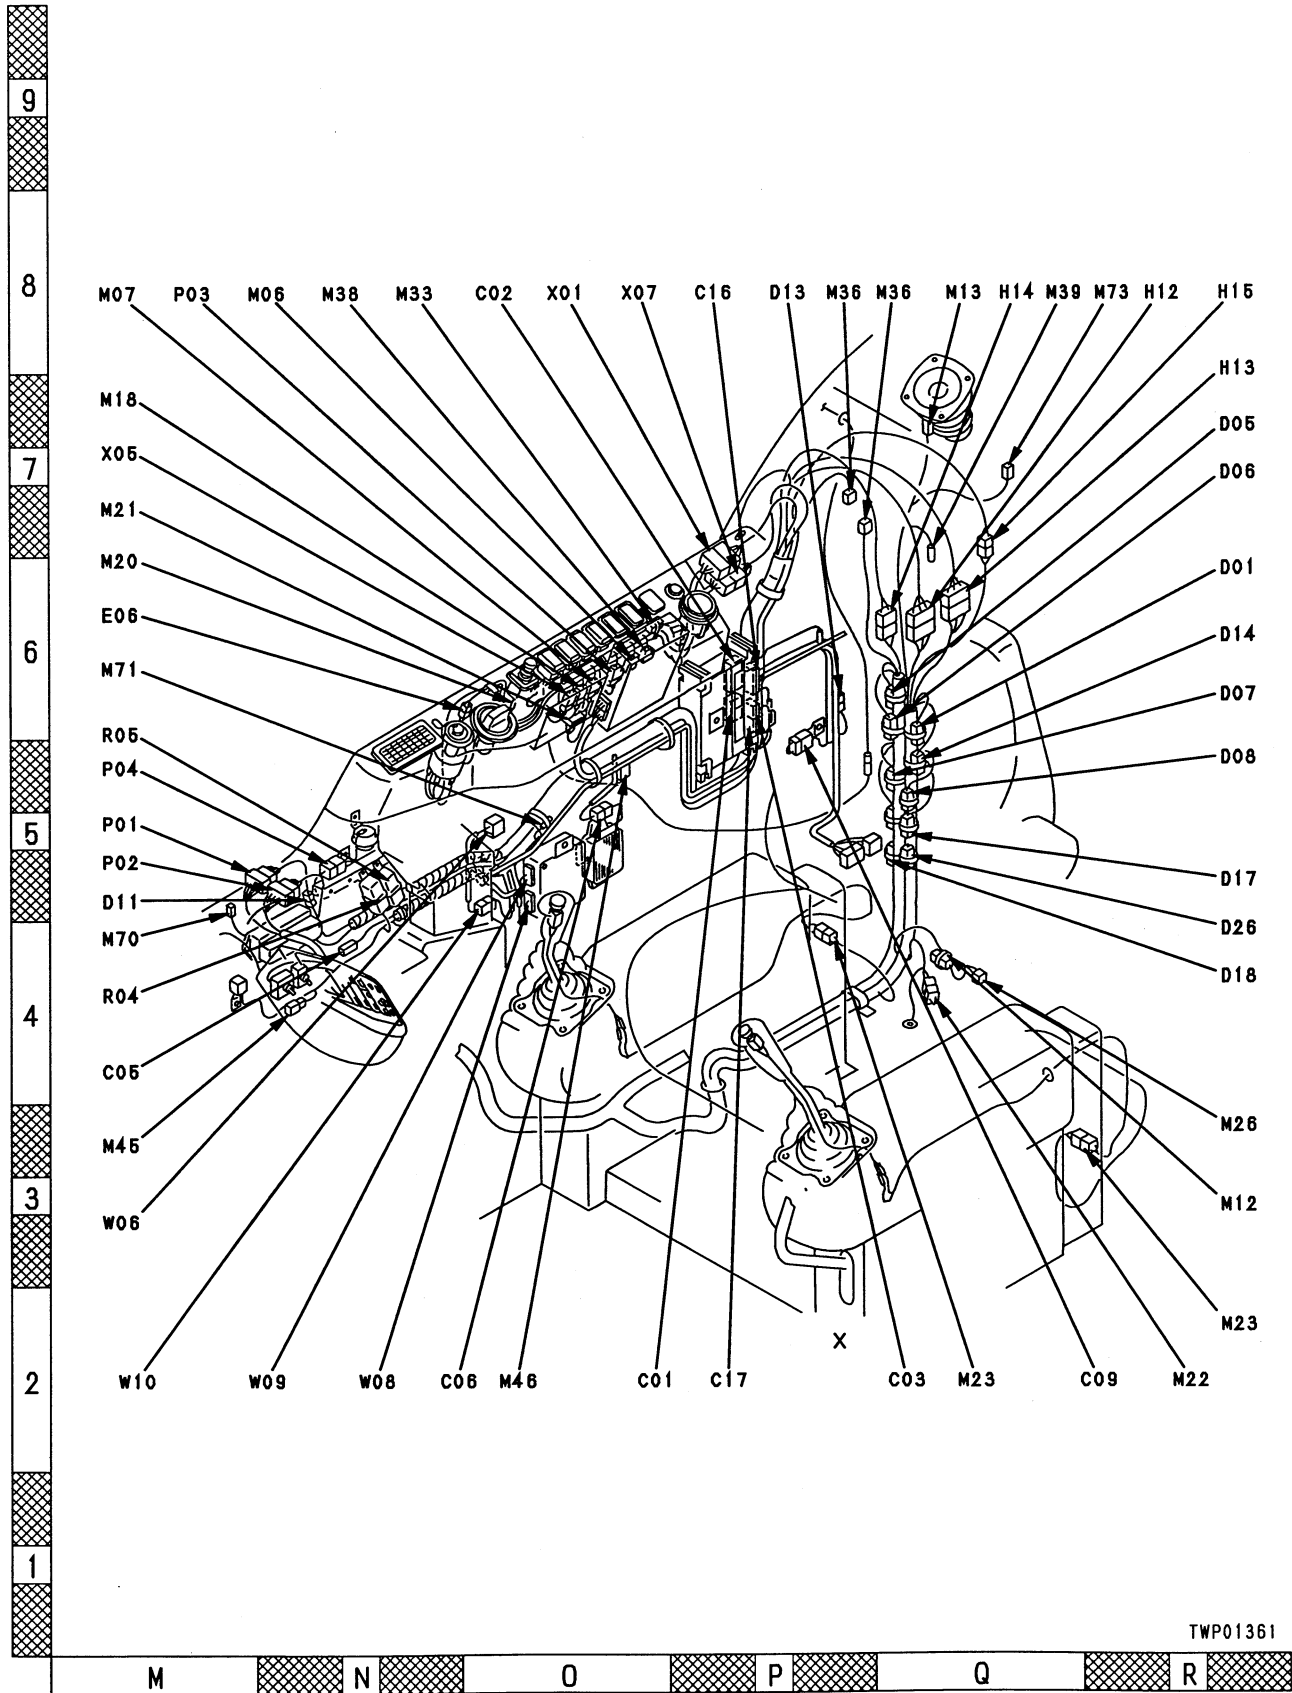 9
8
M07 P03 M06 M38 M33 C02 X01 X07 C16 D13 M36 M36 M13 H14 M39 M73 H12 H15
H13
M18
D05
7
X05
D06
M21
M20
D01
E06
D14
6
M71
D07
R05
D08
P04
P01
5
P02
D17
D11
D26
M70
D18
R04
4
C05
M26
M45
M12
3
W06
M23
X
2
W10 W09 W08 C06 M46 C01 C17 C03 M23 C09 M22
1
TWP01361
M N O P Q R